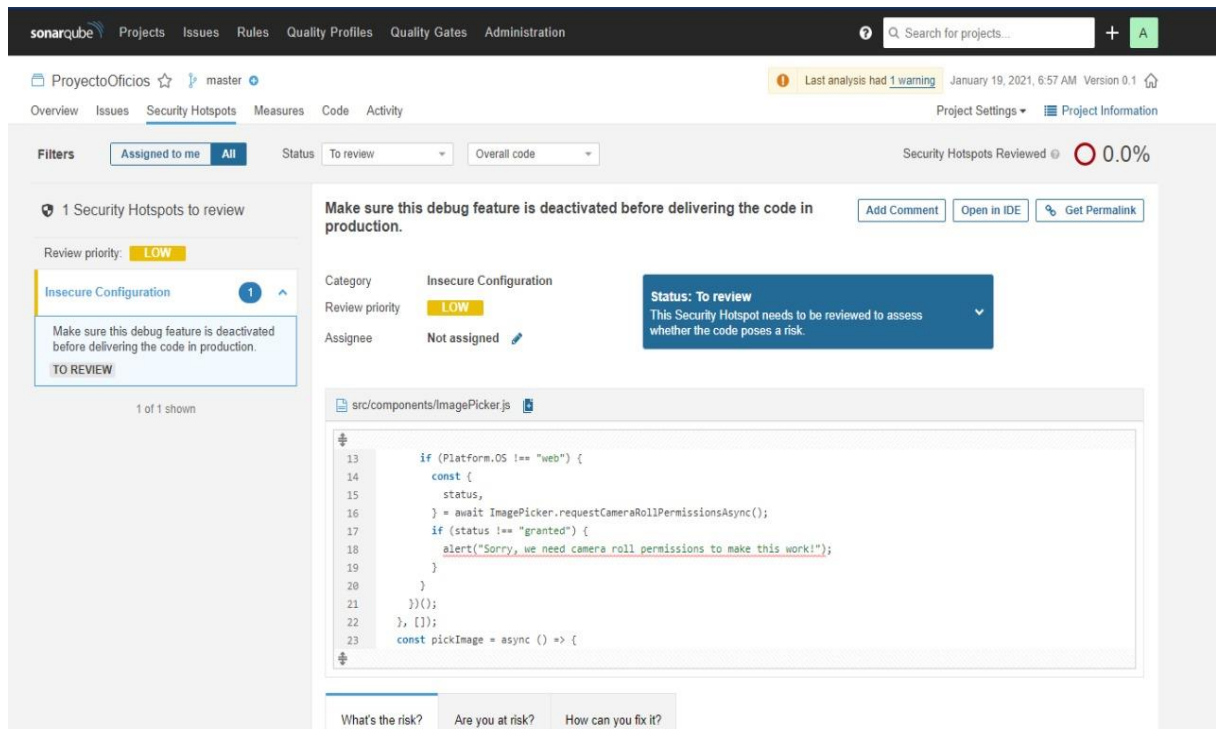 sonarqube Projects Issues Rules Quality Profiles Quality Gates Administration ? Search for projects... + A
ProyectoOficios master Last analysis had 1 warning January 19, 2021, 6:57 AM Version 0.1
Overview Issues Security Hotspots Measures Code Activity Project Settings Project Information
Filters Assigned to me All Status To review Overall code Security Hotspots Reviewed 0.0%
1 Security Hotspots to review
Review priority: LOW
Insecure Configuration 1
Make sure this debug feature is deactivated
before delivering the code in production.
TO REVIEW
1 of 1 shown
Make sure this debug feature is deactivated before delivering the code in
production.
Add Comment Open in IDE Get Permalink
Category Insecure Configuration
Review priority LOW
Assignee Not assigned
Status: To review
This Security Hotspot needs to be reviewed to assess
whether the code poses a risk.
src/components/ImagePicker.js
13 if (Platform.OS !== "web") {
14 const {
15 status,
16 } = await ImagePicker.requestCameraRollPermissionsAsync();
17 if (status !== "granted") {
18 alert("Sorry, we need camera roll permissions to make this work!");
19 }
20 }
21 })();
22 }, []);
23 const pickImage = async () => {
What's the risk? Are you at risk? How can you fix it?